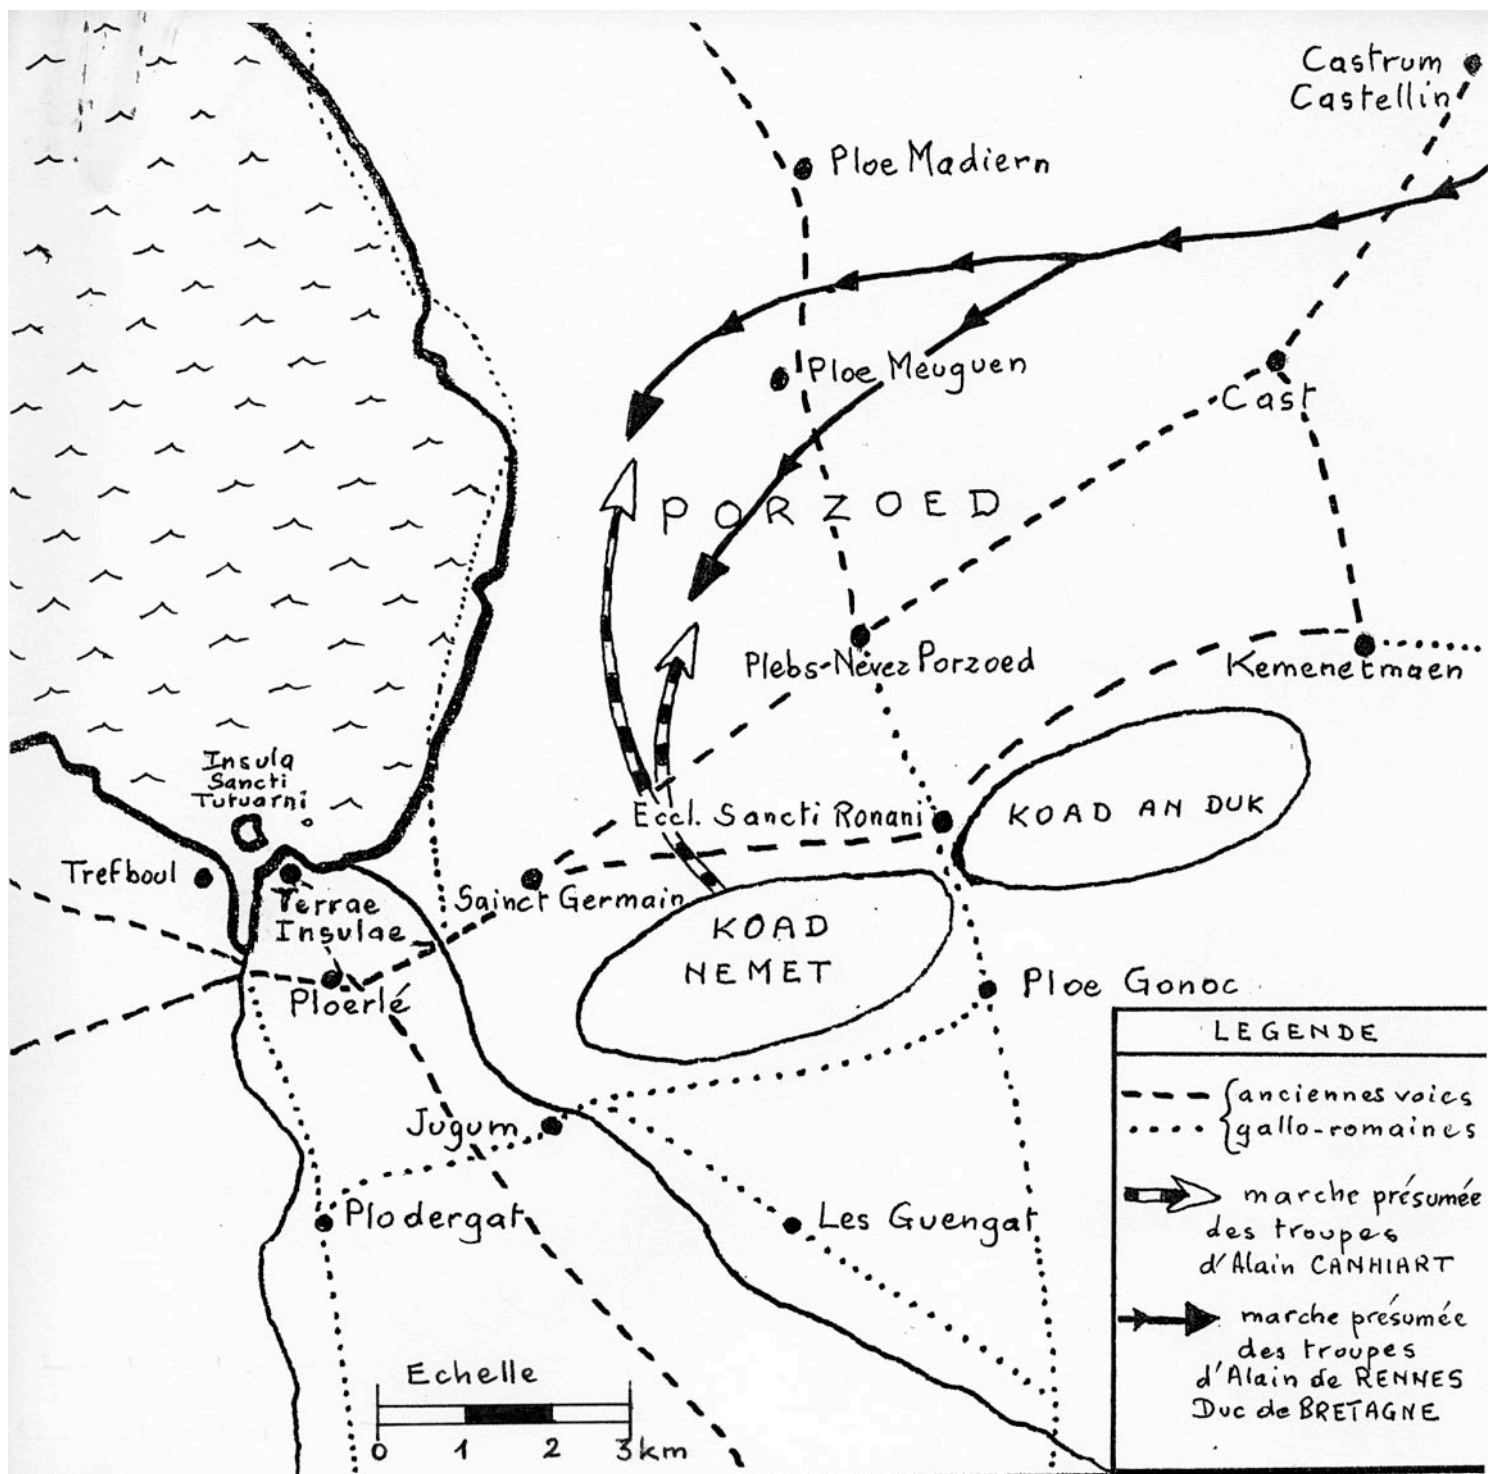 Castrum
Castellin
Ploe Madiern
Ploe Meuguen
Cast
PORZOED
Plebs-Nevez Porzoed
Kemenetmaen
Insula
Sancti
Tutuarni
Eccl. Sancti Ronani
KOAD AN DUK
Trefboul
Terrae
Insulae
Sainct Germain
KOAD
NEMET
Ploerlé
Ploe Gonoc
Jugum
Plodergat
Les Guengat
LEGENDE
anciennes voies
gallo-romaines
marche présumée
des troupes
d'Alain CANHIART
marche présumée
des troupes
d'Alain de RENNES
Duc de BRETAGNE
Echelle
0 1 2 3 km